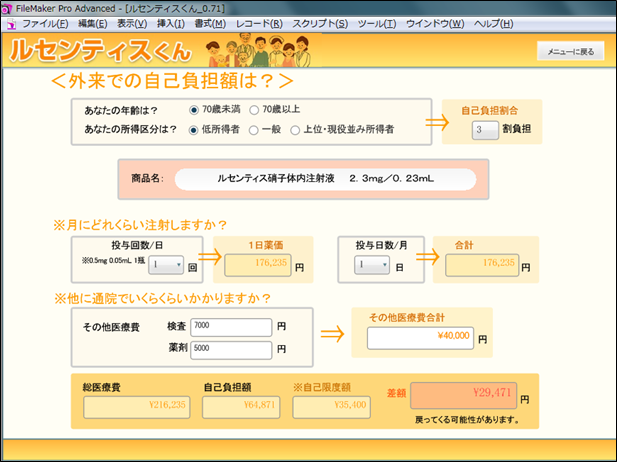 FileMaker Pro Advanced - [ルセンティスくん_0.71]
ファイル(F) 編集(E) 表示(V) 挿入(I) 書式(M) レコード(R) スクリプト(S) ツール(T) ウインドウ(W) ヘルプ(H)
ルセンティスくん
メニューに戻る
＜外来での自己負担額は？＞
あなたの年齢は？ 70歳未満 70歳以上
あなたの所得区分は？ 低所得者 一般 上位・現役並み所得者
自己負担割合
3 割負担
商品名： ルセンティス硝子体内注射液 2．3mg／0．23mL
※月にどれくらい注射しますか？
投与回数/日
※0.5mg 0.05mL 1瓶 1 回
1日薬価
176,235 円
投与日数/月
1 日
合計
¥176,235 円
※他に通院でいくらくらいかかりますか？
その他医療費 検査 7000 円
薬剤 5000 円
その他医療費合計
¥40,000 円
総医療費 自己負担額 ※自己限度額 差額
¥216,235 ¥64,871 ¥35,400 ¥29,471 円
戻ってくる可能性があります。